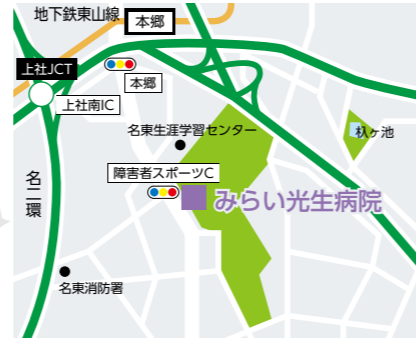 地下鉄東山線
本郷
上社JCT
本郷
上社南IC
名東生涯学習センター
杁ヶ池
障害者スポーツC
名二環
みらい光生病院
名東消防署